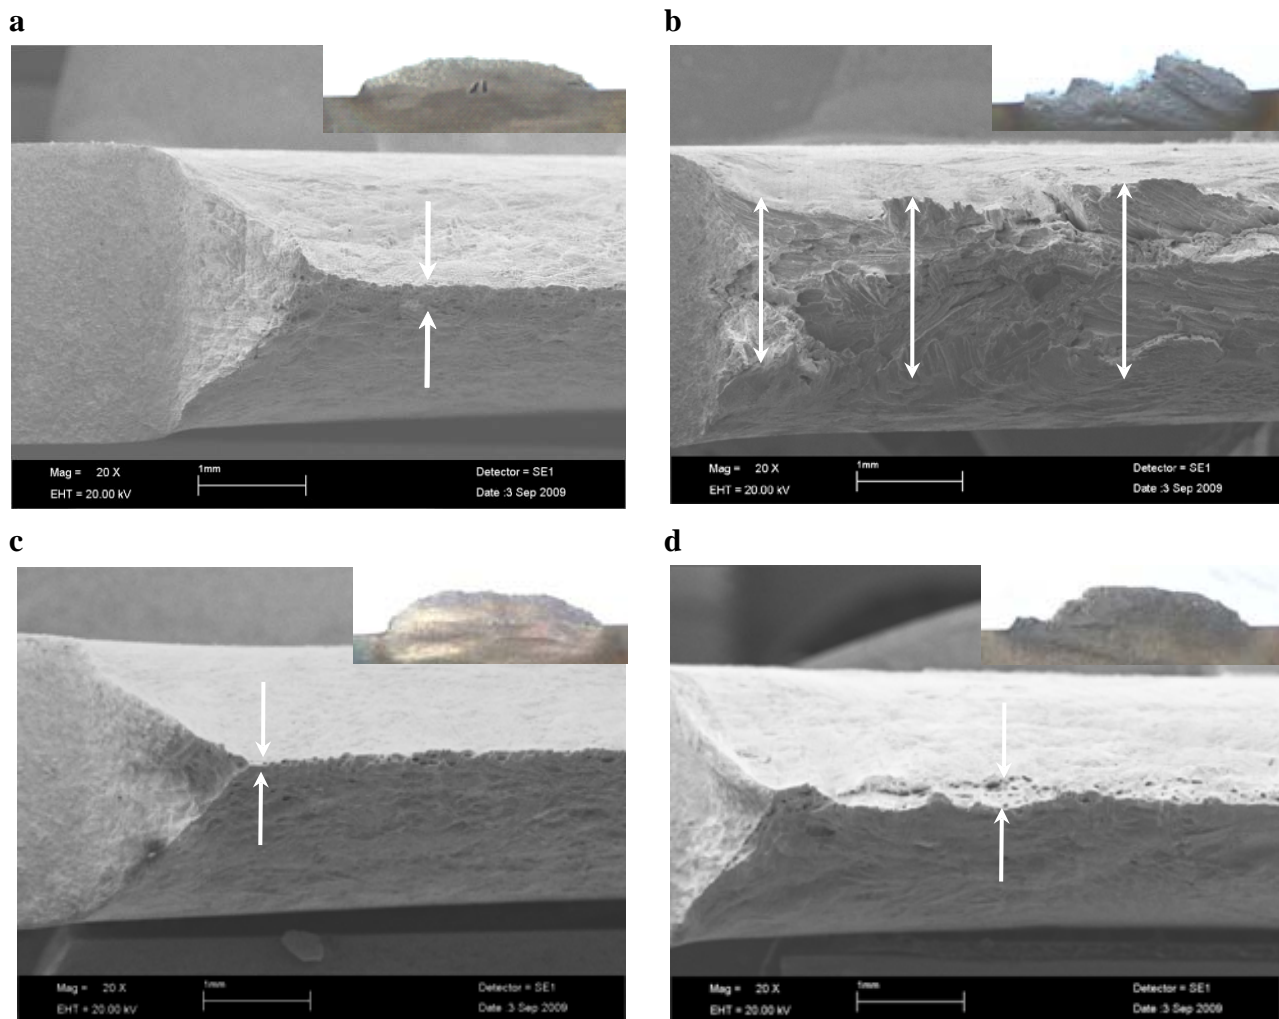 a
b
Mag = 20 X
EHT = 20.00 kV
1mm
Detector = SE1
Date :3 Sep 2009
Mag = 20 X
EHT = 20.00 kV
1mm
Detector = SE1
Date :3 Sep 2009
c
d
Mag = 20 X
EHT = 20.00 kV
1mm
Detector = SE1
Date :3 Sep 2009
Mag = 20 X
EHT = 20.00 kV
1mm
Detector = SE1
Date :3 Sep 2009